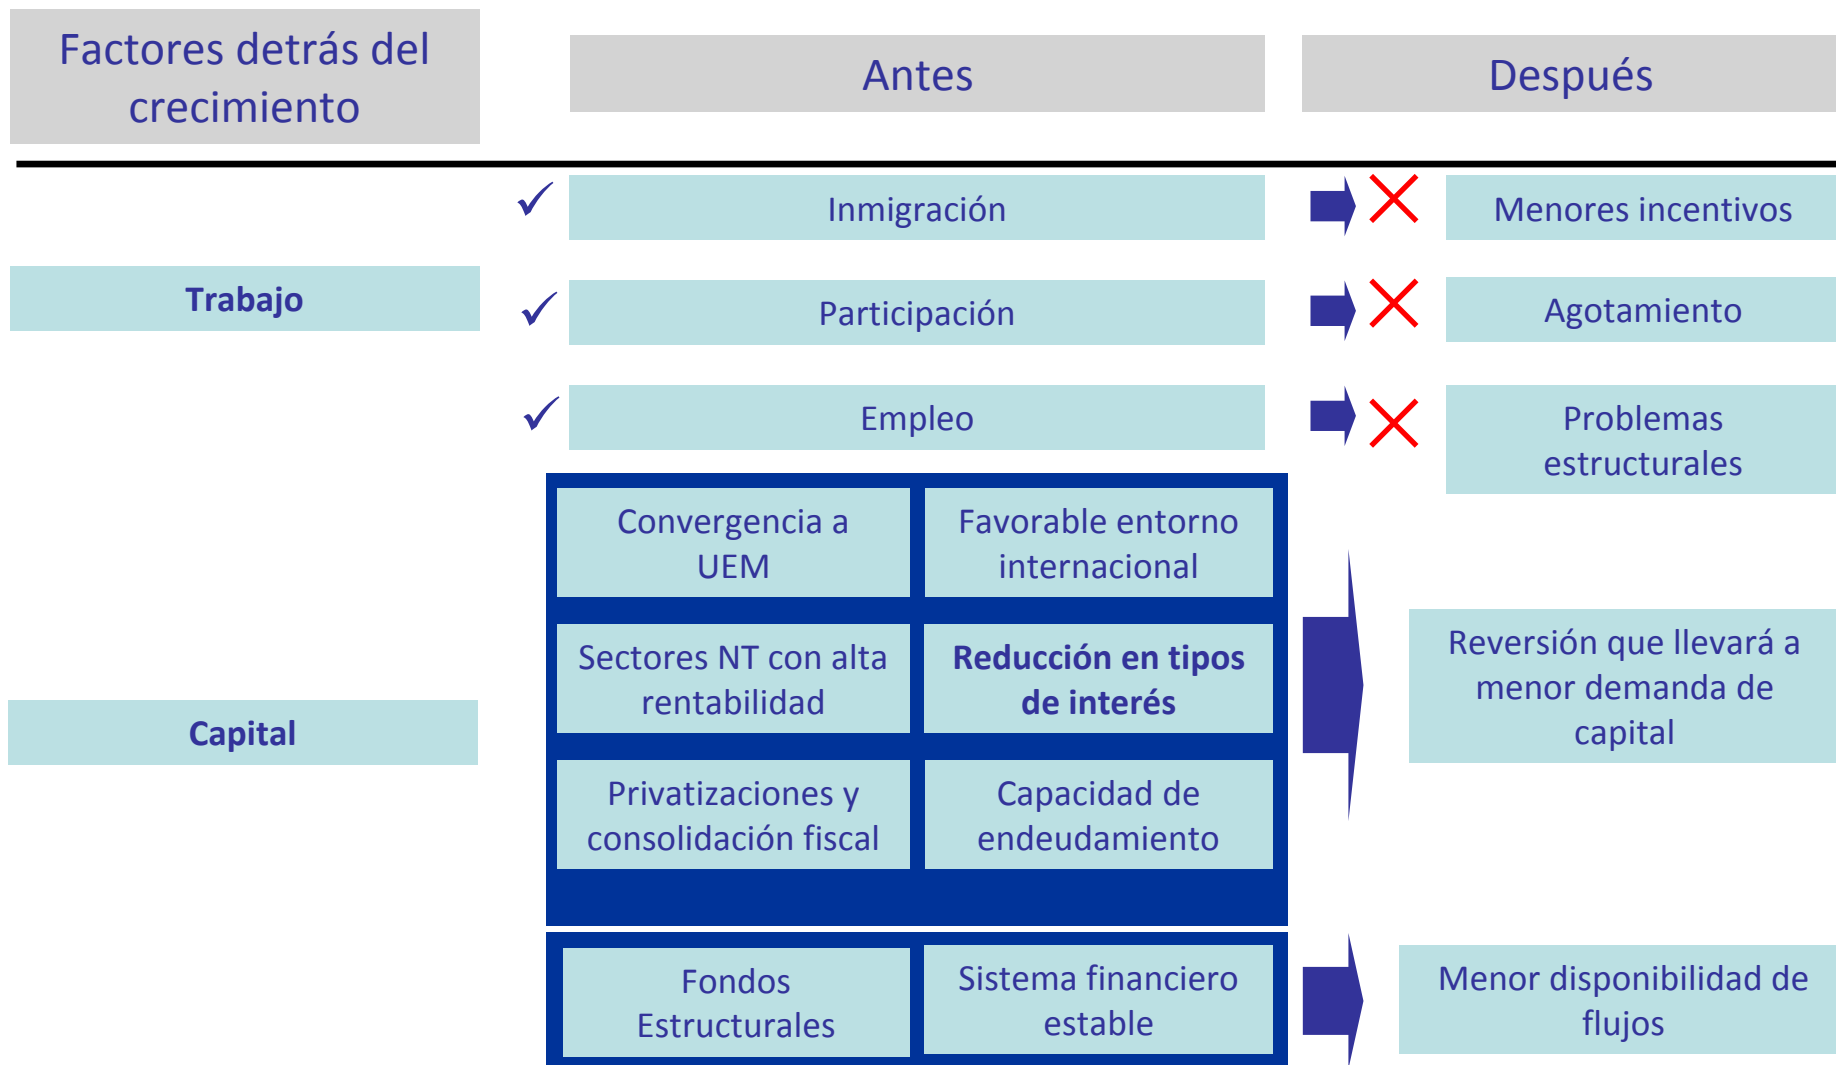 Factores detrás del
crecimiento
Antes
Después
Inmigración
Menores incentivos
Trabajo
Participación
Agotamiento
Empleo
Problemas
estructurales
Convergencia a
UEM
Favorable entorno
internacional
Sectores NT con alta
rentabilidad
Reducción en tipos
de interés
Reversión que llevará a
menor demanda de
capital
Capital
Privatizaciones y
consolidación fiscal
Capacidad de
endeudamiento
Fondos
Estructurales
Sistema financiero
estable
Menor disponibilidad de
flujos